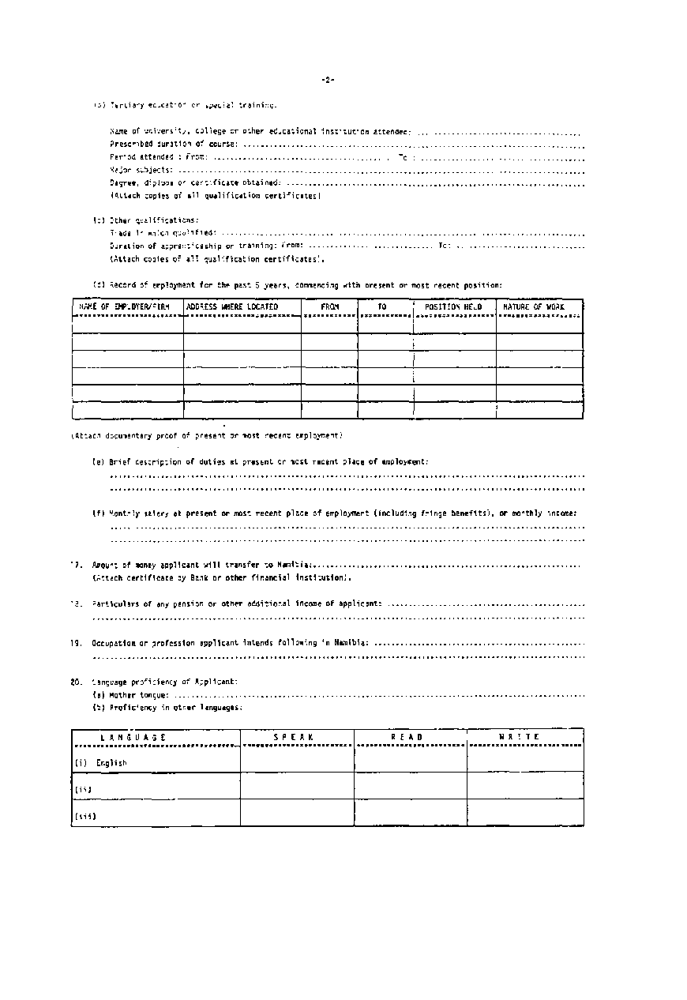 -2-
(b) Tertiary education or special training:
Name of university, college or other educational institution attended: ...................................
Prescribed duration of course: ...............................................................................
Period attended : From: ........................................ To : ......................................
Major subjects: .............................................................................................
Degree, diploma or certificate obtained: ....................................................................
(Attach copies of all qualification certificates)
(c) Other qualifications:
Trade in which qualified: ...................................................................................
Duration of apprenticeship or training: From: ............................ To: .............................
(Attach copies of all qualification certificates).
(d) Record of employment for the past 5 years, commencing with present or most recent position:
NAME OF EMPLOYER/FIRM ADDRESS WHERE LOCATED FROM TO POSITION HELD NATURE OF WORK
(Attach documentary proof of present or most recent employment)
(e) Brief description of duties at present or most recent place of employment:
.............................................................................................................
.............................................................................................................
(f) Monthly salary at present or most recent place of employment (including fringe benefits), or monthly income:
.............................................................................................................
.............................................................................................................
17. Amount of money applicant will transfer to Namibia:............................................................
(Attach certificate by Bank or other financial institution).
18. Particulars of any pension or other additional income of applicant: .............................................
.................................................................................................................
19. Occupation or profession applicant intends following in Namibia: ................................................
.................................................................................................................
20. Language proficiency of Applicant:
(a) Mother tongue: ..............................................................................................
(b) Proficiency in other languages:
LANGUAGE SPEAK READ WRITE
(i) English
(ii)
(iii)